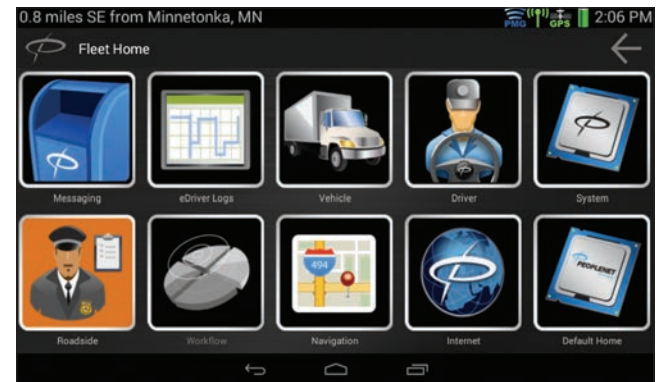 0.8 miles SE from Minnetonka, MN
PMG GPS 2:06 PM
Fleet Home
Messaging eDriver Logs Vehicle Driver System
494
PEOPLENET
Roadside Workflow Navigation Internet Default Home